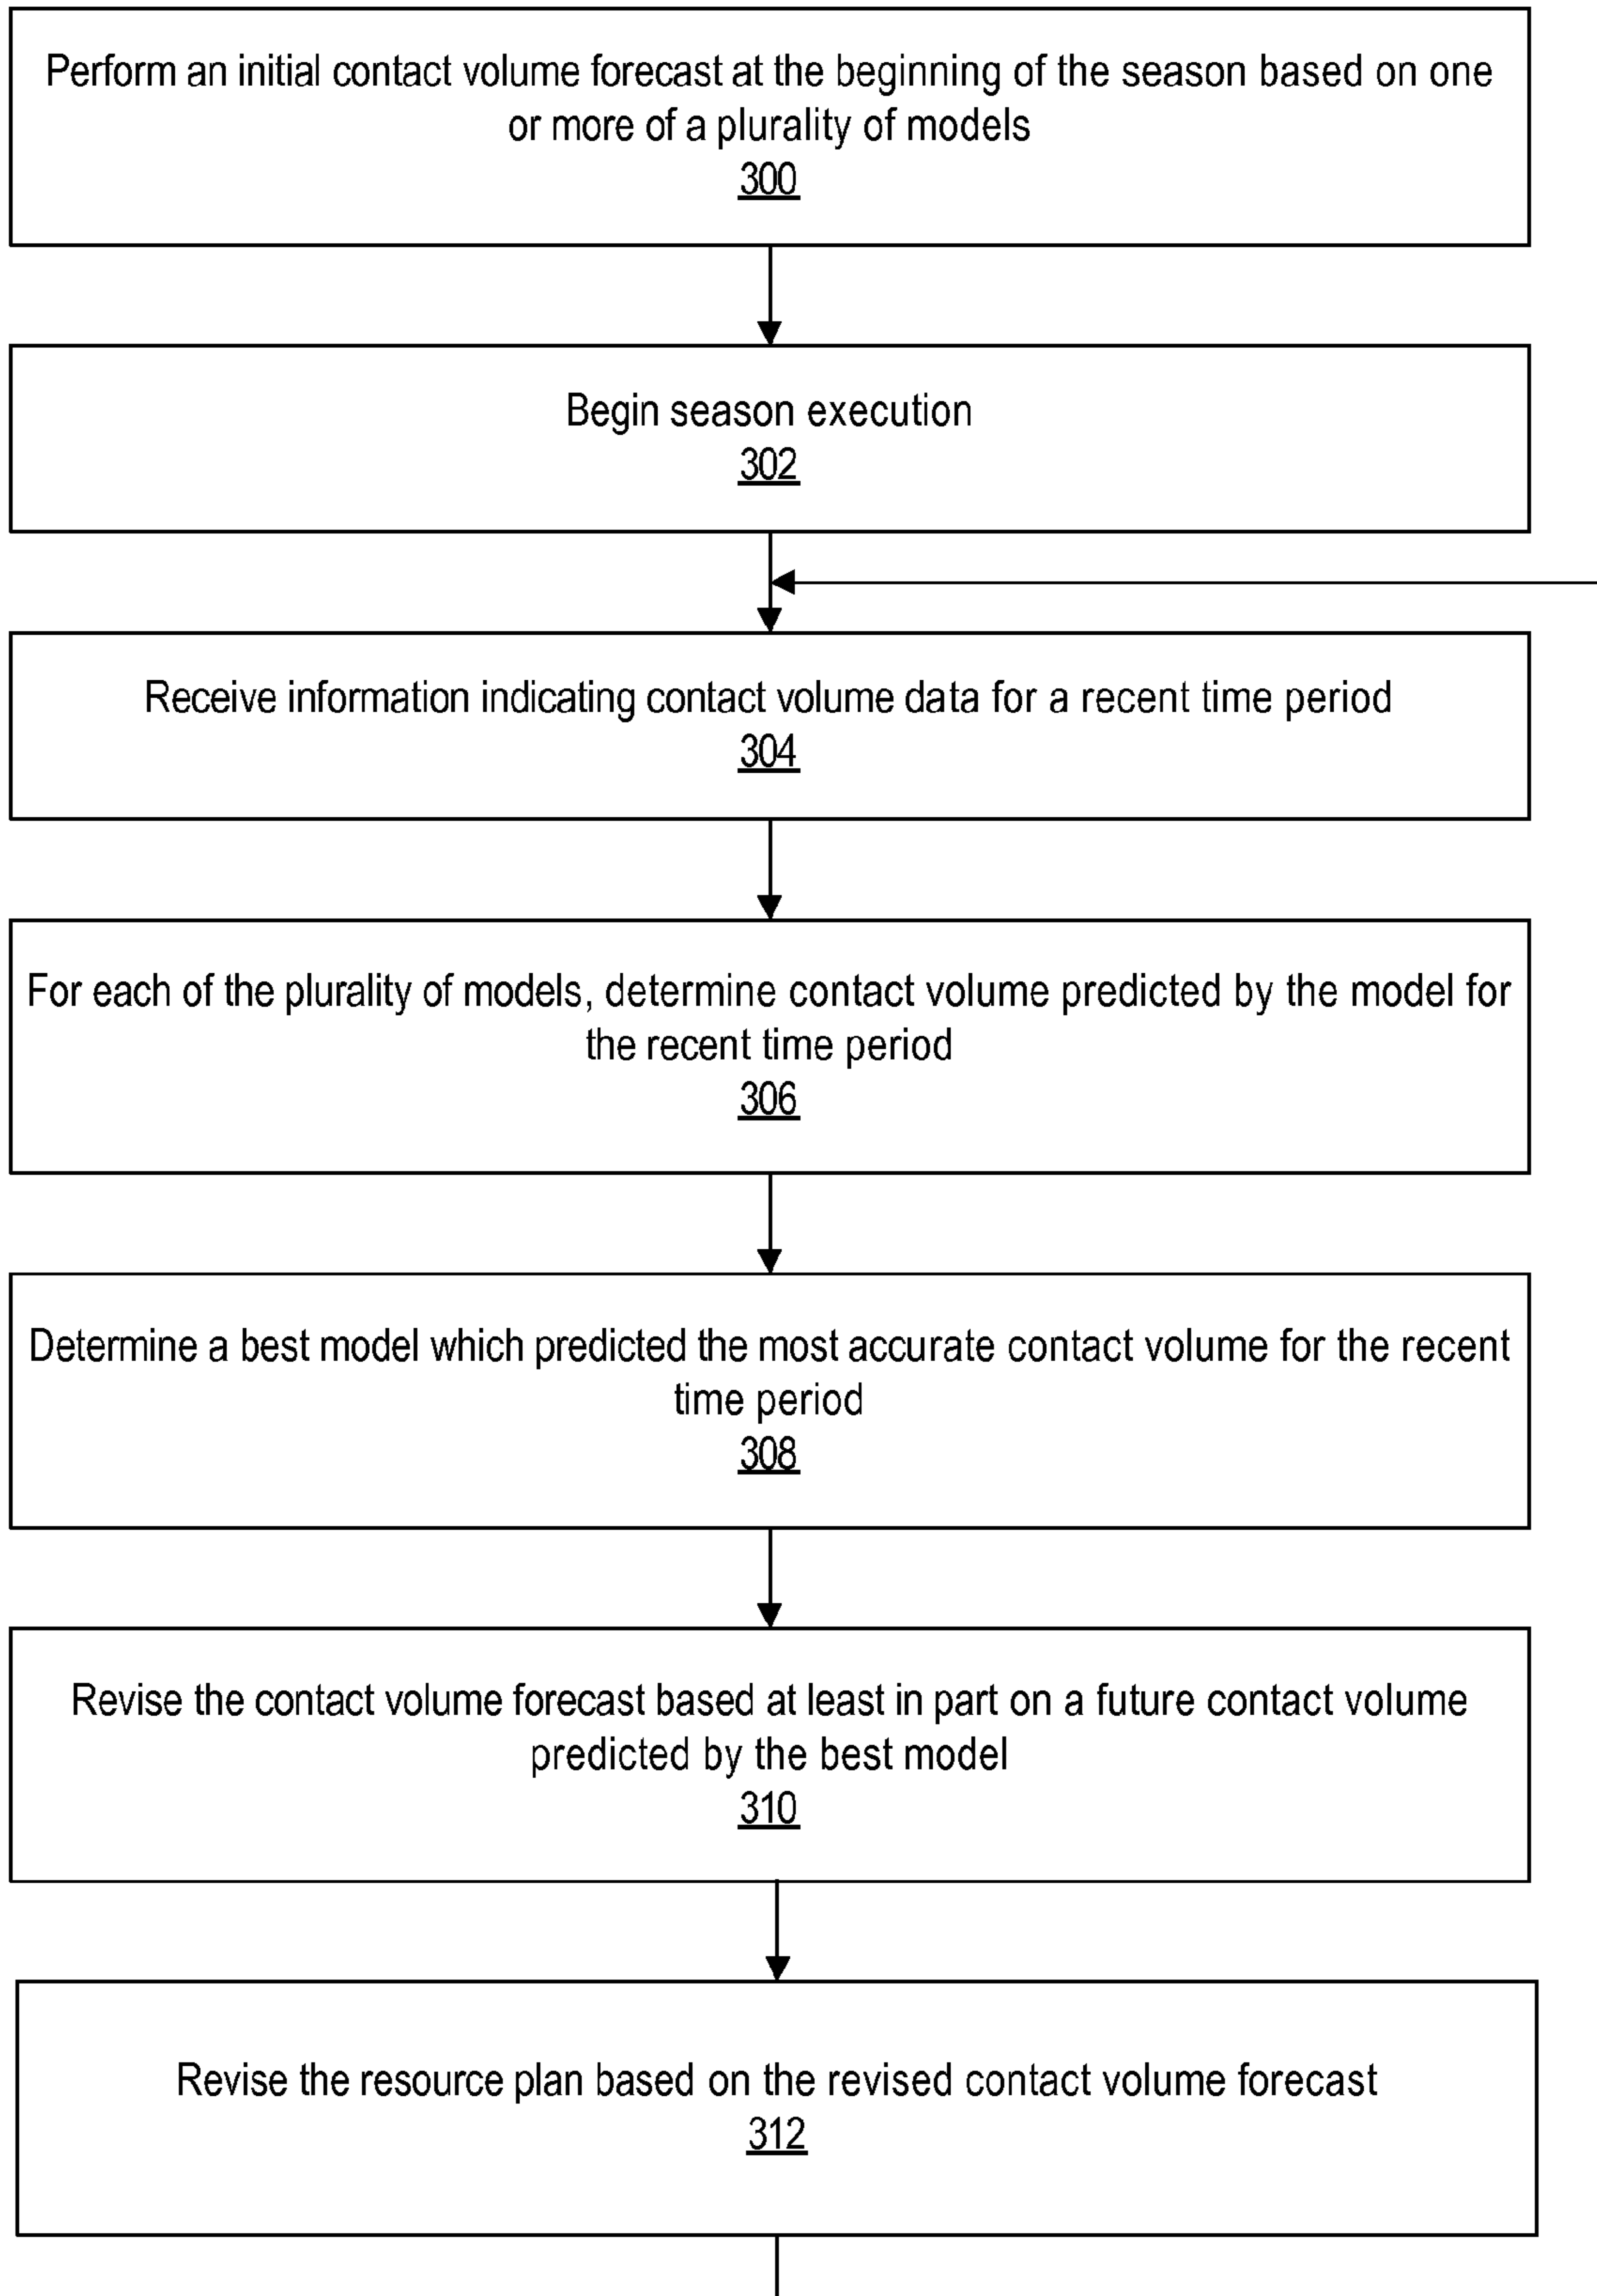 Perform an initial contact volume forecast at the beginning of the season based on one
or more of a plurality of models
300
Begin season execution
302
Receive information indicating contact volume data for a recent time period
304
For each of the plurality of models, determine contact volume predicted by the model for
the recent time period
306
Determine a best model which predicted the most accurate contact volume for the recent
time period
308
Revise the contact volume forecast based at least in part on a future contact volume
predicted by the best model
310
Revise the resource plan based on the revised contact volume forecast
312